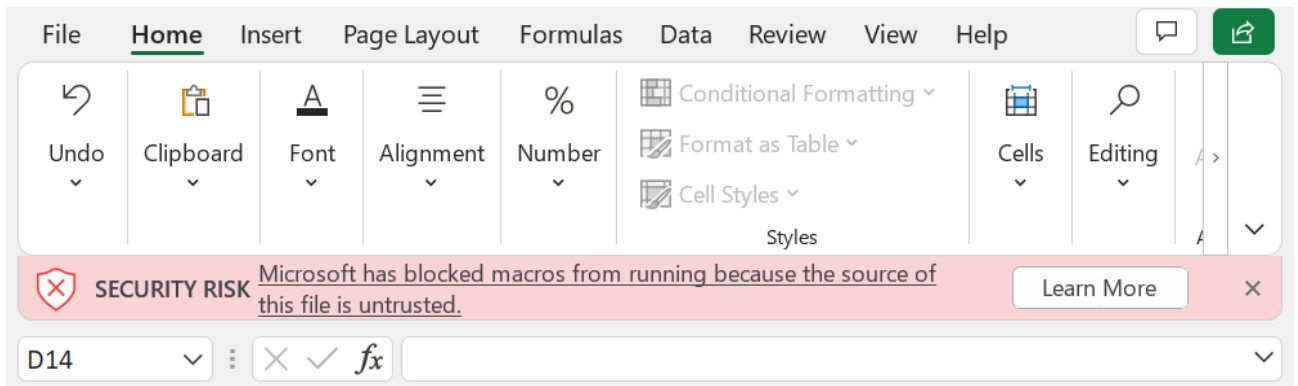 File Home Insert Page Layout Formulas Data Review View Help
Undo
Clipboard
A
Font
Alignment
%
Number
Conditional Formatting
Format as Table
Cell Styles
Styles
Cells
Editing
SECURITY RISK
Microsoft has blocked macros from running because the source of
this file is untrusted.
Learn More
D14
fx